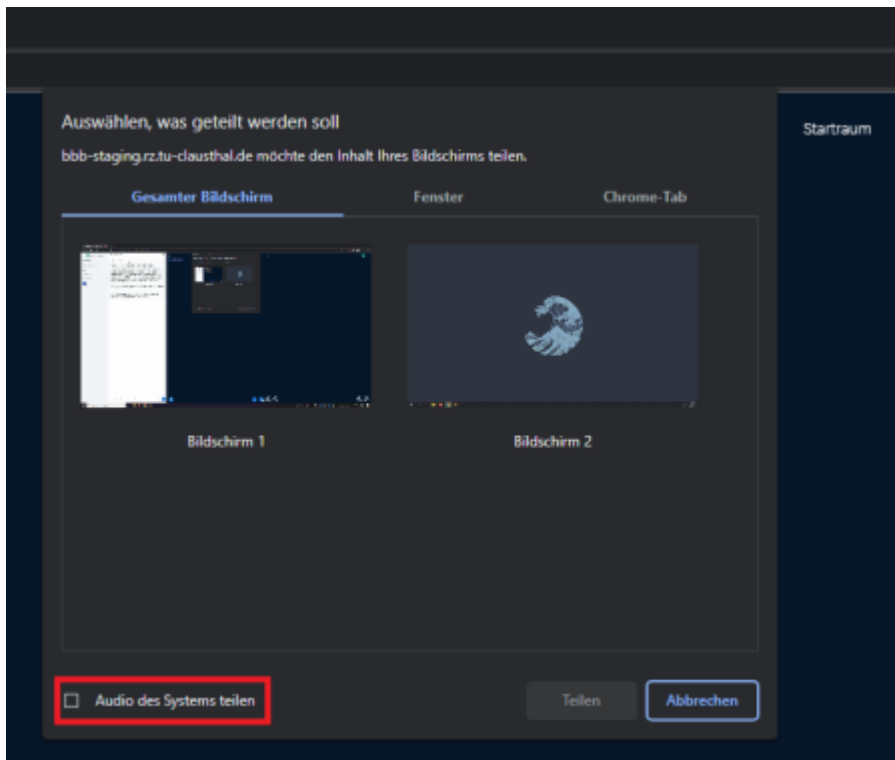 Auswählen, was geteilt werden soll
Startraum
bbb-staging.rz.tu-clausthal.de möchte den Inhalt Ihres Bildschirms teilen.
Gesamter Bildschirm Fenster Chrome-Tab
Bildschirm 1 Bildschirm 2
Audio des Systems teilen Teilen Abbrechen